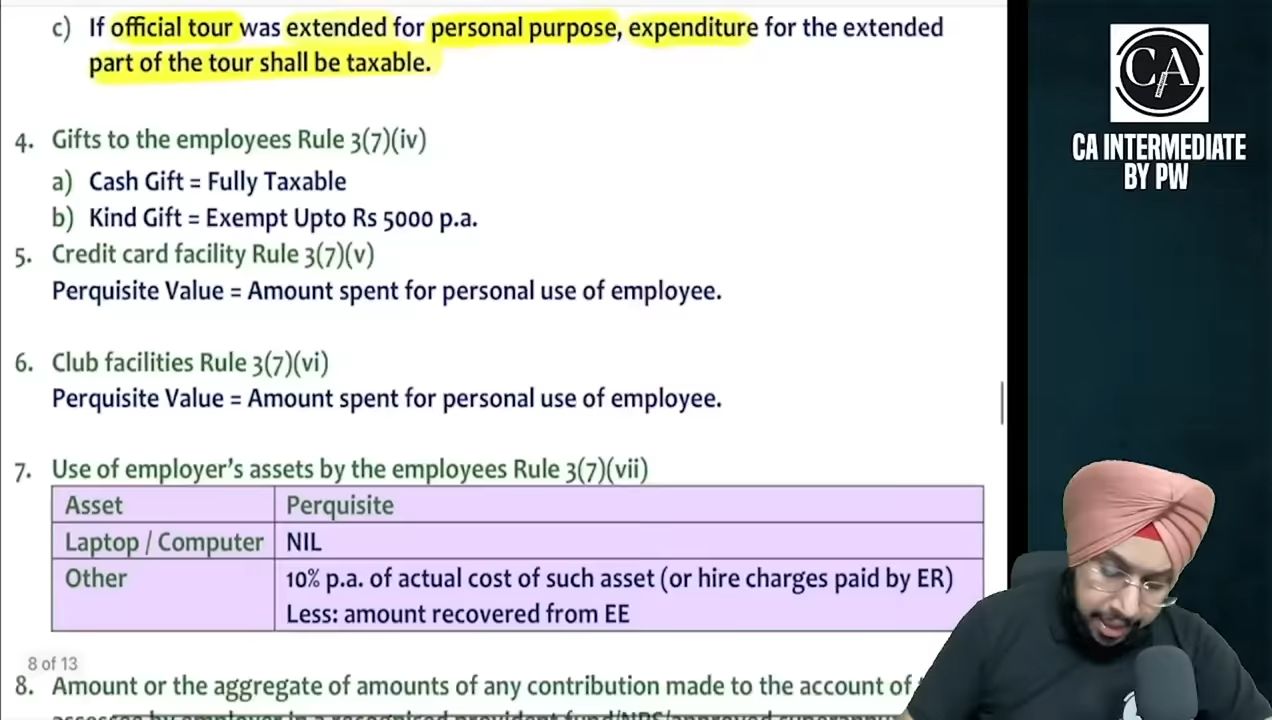 c) If official tour was extended for personal purpose, expenditure for the extended
part of the tour shall be taxable.
4. Gifts to the employees Rule 3(7)(iv)
a) Cash Gift = Fully Taxable
b) Kind Gift = Exempt Upto Rs 5000 p.a.
5. Credit card facility Rule 3(7)(v)
Perquisite Value = Amount spent for personal use of employee.
6. Club facilities Rule 3(7)(vi)
Perquisite Value = Amount spent for personal use of employee.
7. Use of employer's assets by the employees Rule 3(7)(vii)
Asset Perquisite
Laptop / Computer NIL
Other 10% p.a. of actual cost of such asset (or hire charges paid by ER)
Less: amount recovered from EE
8 of 13
8. Amount or the aggregate of amounts of any contribution made to the account of
CA
CA INTERMEDIATE
BY PW